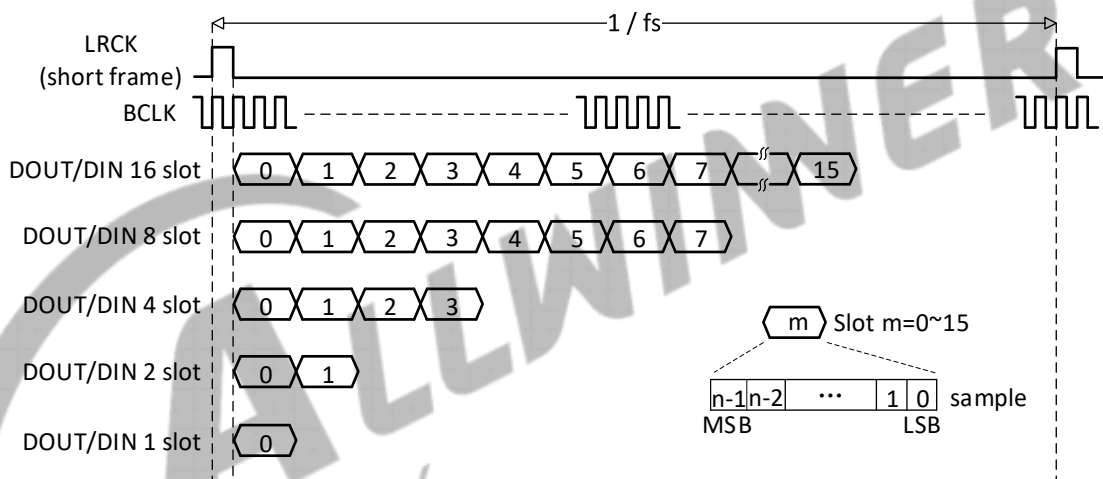 1 / fs
LRCK
(short frame)
BCLK
DOUT/DIN 16 slot 0 1 2 3 4 5 6 7 15
DOUT/DIN 8 slot 0 1 2 3 4 5 6 7
DOUT/DIN 4 slot 0 1 2 3
m Slot m=0~15
DOUT/DIN 2 slot 0 1
n-1 n-2 ... 1 0 sample
MSB LSB
DOUT/DIN 1 slot 0
ALLWINNER